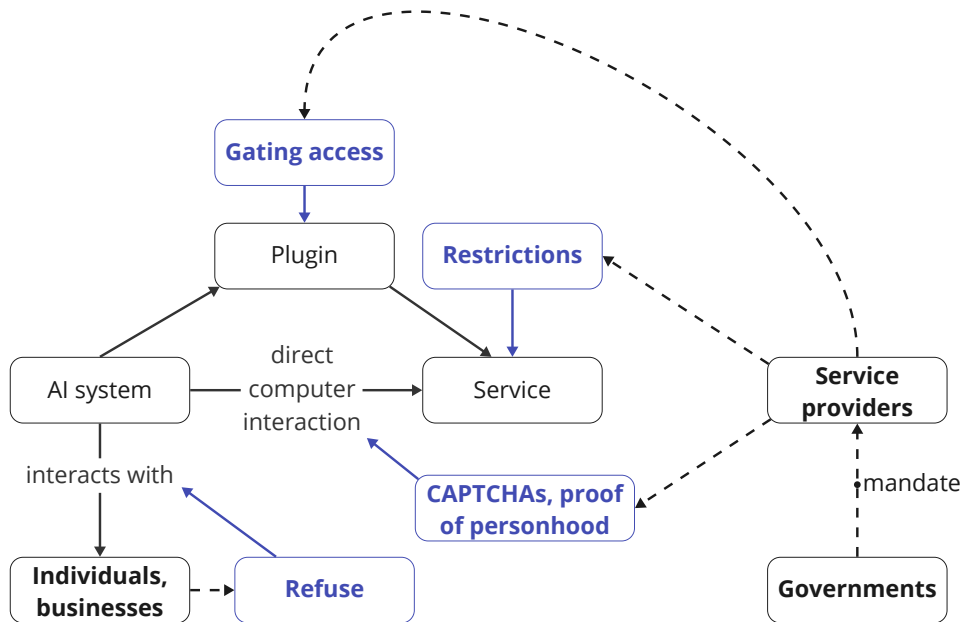 Gating access
Plugin
Restrictions
AI system
direct
computer
interaction
Service
Service
providers
interacts with
CAPTCHAs, proof
of personhood
mandate
Individuals,
businesses
Refuse
Governments